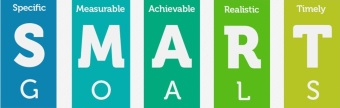 Specific Measurable Achievable Realistic Timely
S M A R T
G O A L S